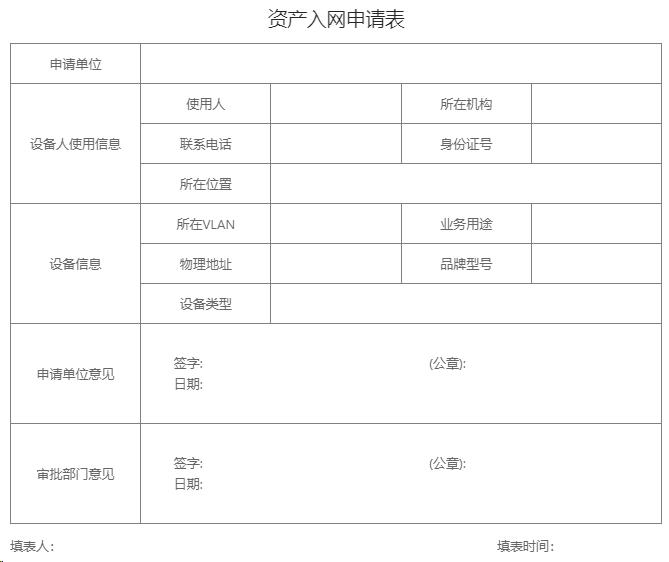 资产入网申请表
申请单位
使用人 所在机构
设备人使用信息 联系电话 身份证号
所在位置
所在VLAN 业务用途
设备信息 物理地址 品牌型号
设备类型
签字: (公章):
申请单位意见
日期:
签字: (公章):
审批部门意见
日期:
填表人: 填表时间: